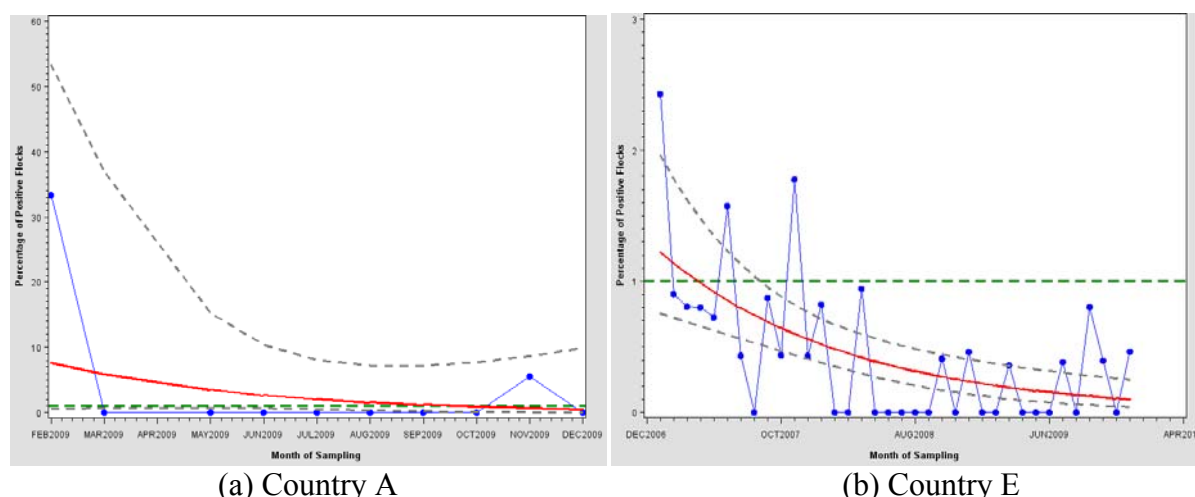 60
50
40
30
20
10
0
Percentage of Positive Flocks
FEB2009 MAR2009 APR2009 MAY2009 JUN2009 JUL2009 AUG2009 SEP2009 OCT2009 NOV2009 DEC2009
Month of Sampling
(a) Country A
3
2
1
0
Percentage of Positive Flocks
DEC2006 OCT2007 AUG2008 JUN2009 APR201
Month of Sampling
(b) Country E